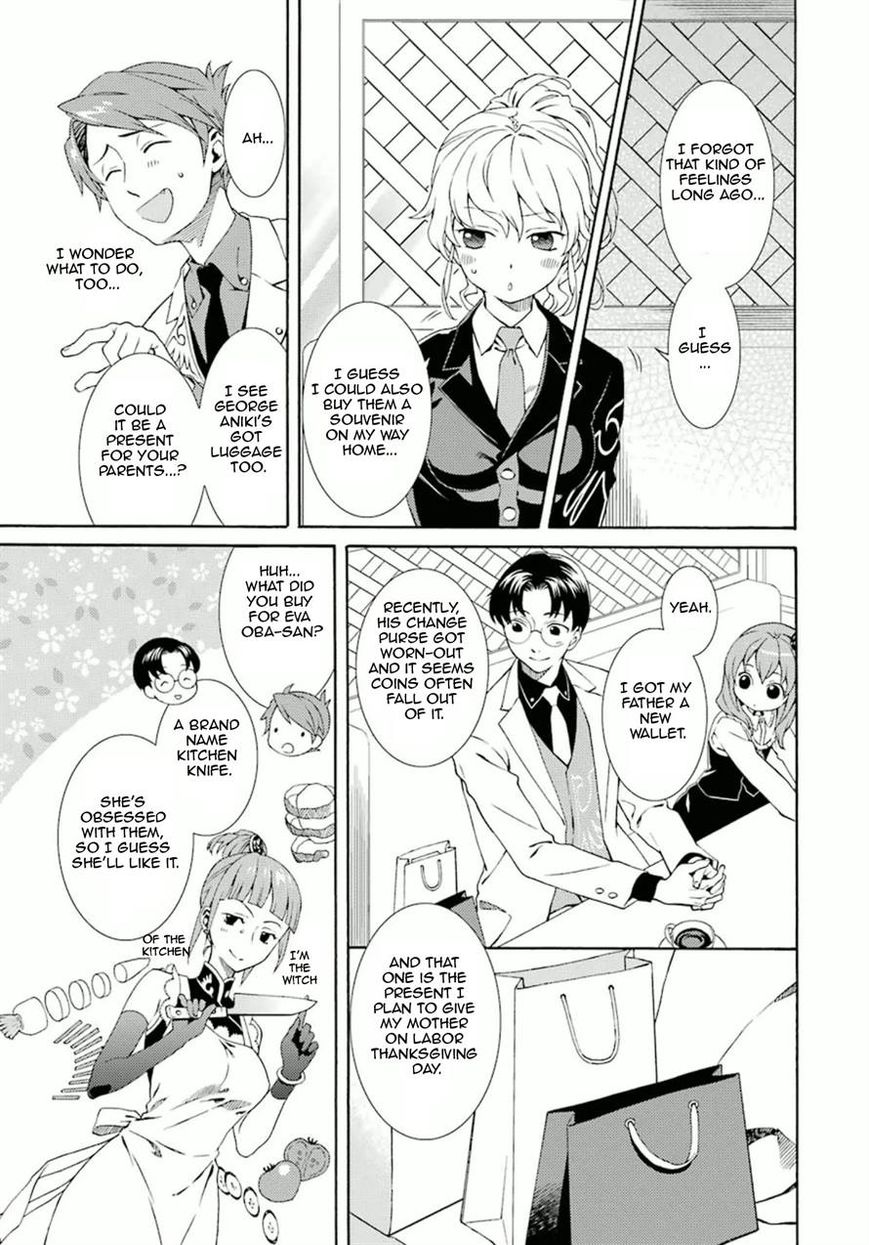 I FORGOT
THAT KIND OF
FEELINGS
LONG AGO...
I
GUESS
...
I GUESS
I COULD ALSO
BUY THEM A
SOUVENIR
ON MY WAY
HOME...
AH...
I WONDER
WHAT TO DO,
TOO...
I SEE
GEORGE
ANIKI'S
GOT
LUGGAGE
TOO.
COULD
IT BE A
PRESENT
FOR YOUR
PARENTS...?
YEAH.
I GOT MY
FATHER A
NEW
WALLET.
RECENTLY,
HIS CHANGE
PURSE GOT
WORN-OUT
AND IT SEEMS
COINS OFTEN
FALL OUT
OF IT.
AND THAT
ONE IS THE
PRESENT I
PLAN TO GIVE
MY MOTHER
ON LABOR
THANKSGIVING
DAY.
HUH...
WHAT DID
YOU BUY
FOR EVA
OBA-SAN?
A BRAND
NAME
KITCHEN
KNIFE.
SHE'S
OBSESSED
WITH THEM,
SO I GUESS
SHE'LL LIKE IT.
I'M
THE
WITCH
OF THE
KITCHEN